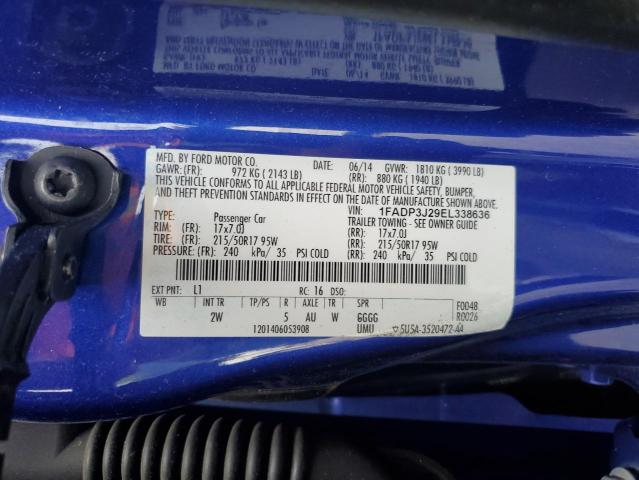 MFD. BY FORD MOTOR CO. DATE: 06/14 GVWR: 1810 KG ( 3990 LB)
GAWR: (FR): 972 KG ( 2143 LB) (RR): 880 KG ( 1940 LB)
THIS VEHICLE CONFORMS TO ALL APPLICABLE FEDERAL MOTOR VEHICLE SAFETY, BUMPER,
AND THEFT PREVENTION STANDARDS IN EFFECT ON THE DATE OF MANUFACTURE SHOWN ABOVE.
VIN: 1FADP3J29EL338636
TYPE: Passenger Car TRAILER TOWING - SEE OWNER GUIDE
RIM: (FR): 17x7.0J (RR): 17x7.0J
TIRE: (FR): 215/50R17 95W (RR): 215/50R17 95W
PRESSURE: (FR): 240 kPa/ 35 PSI COLD (RR): 240 kPa/ 35 PSI COLD
EXT PNT: L1 RC: 16 DSO:
WB INT TR TP/PS R AXLE TR SPR F0048
2W 5 AU W GGGG R0026
1201406053908 UMU 5U5A-3520472-AA